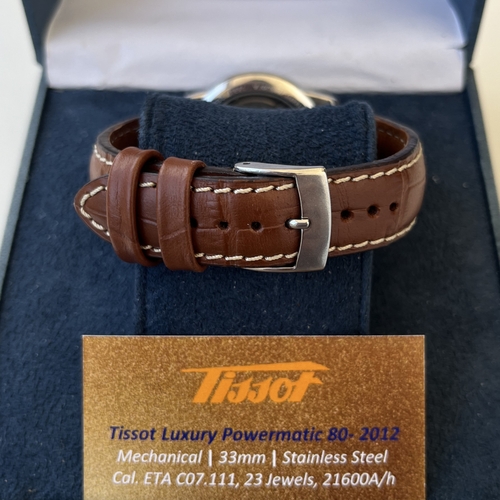 Tissot
Tissot Luxury Powermatic 80- 2012
Mechanical | 33mm | Stainless Steel
Cal. ETA C07.111, 23 Jewels, 21600A/h